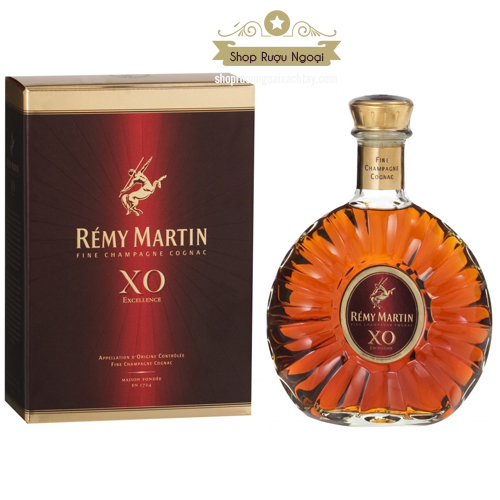 Shop Rượu Ngoại
RÉMY MARTIN
FINE CHAMPAGNE COGNAC
XO
EXCELLENCE
APPELLATION D'ORIGINE CONTRÔLÉE
FINE CHAMPAGNE COGNAC
MAISON FONDÉE
EN 1724
FINE
CHAMPAGNE
COGNAC
RÉMY MARTIN
FINE CHAMPAGNE COGNAC
XO
EXCELLENCE